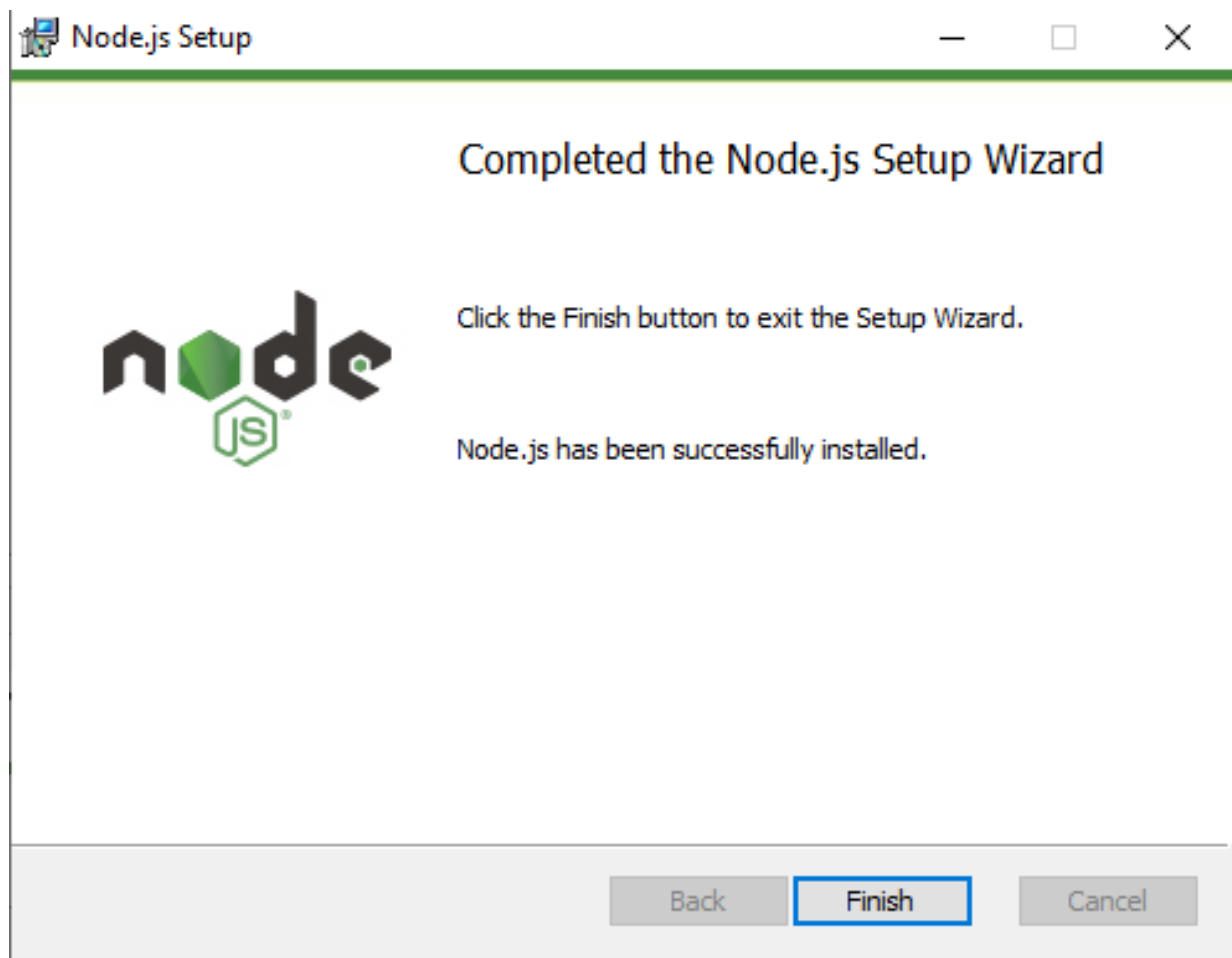 Node.js Setup
Completed the Node.js Setup Wizard
Click the Finish button to exit the Setup Wizard.
node
JS®
Node.js has been successfully installed.
Back
Finish
Cancel